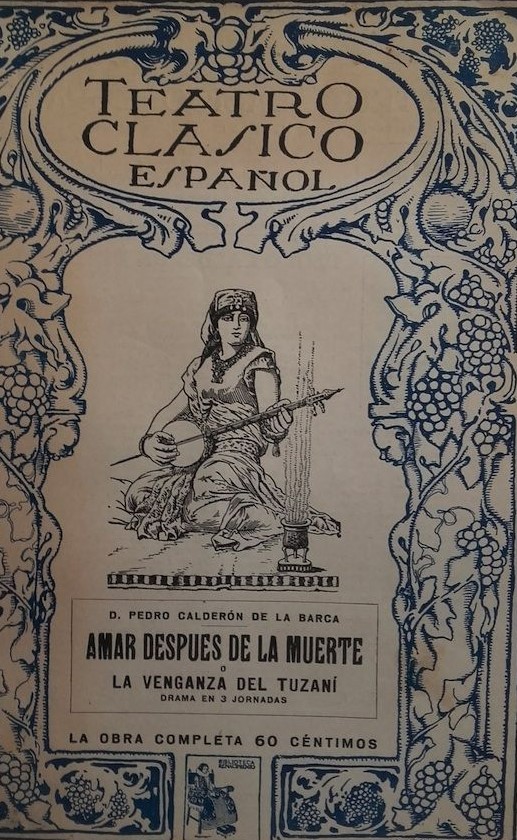 TEATRO
CLASICO
ESPAÑOL
D. PEDRO CALDERÓN DE LA BARCA
AMAR DESPUES DE LA MUERTE
O
LA VENGANZA DEL TUZANÍ
DRAMA EN 3 JORNADAS
LA OBRA COMPLETA 60 CÉNTIMOS
BIBLIOTECA